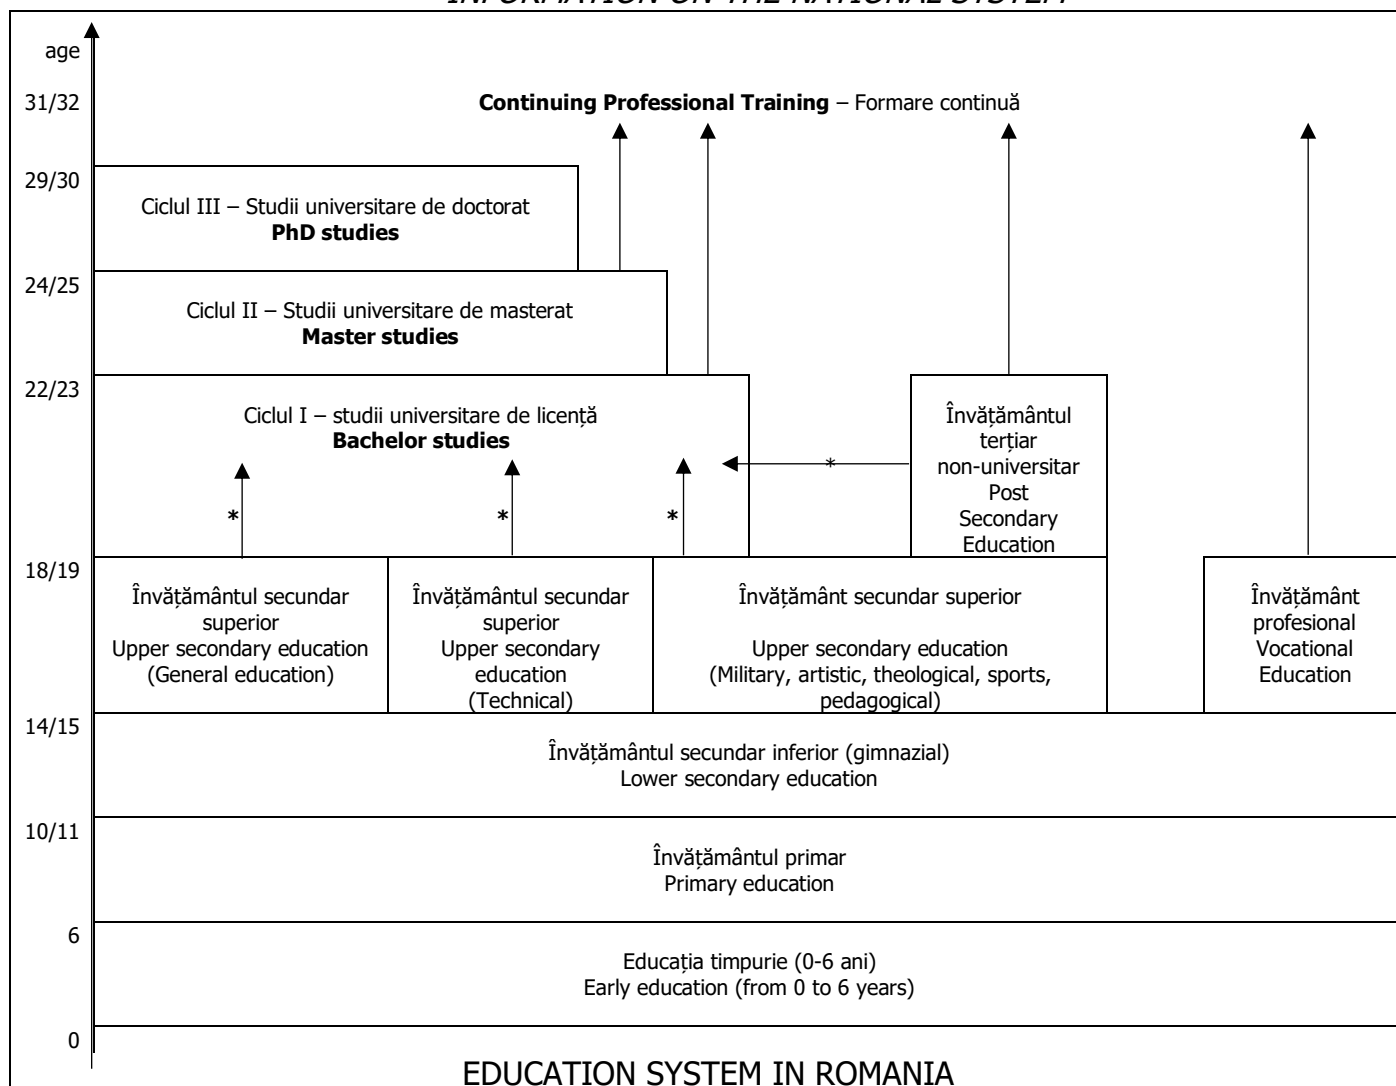 INFORMATION ON THE NATIONAL SYSTEM
age
31/32
Continuing Professional Training – Formare continuă
29/30
Ciclul III – Studii universitare de doctorat
PhD studies
24/25
Ciclul II – Studii universitare de masterat
Master studies
22/23
Ciclul I – studii universitare de licență
Bachelor studies
Învățământul
terțiar
non-universitar
Post
Secondary
Education
*
*
*
*
18/19
Învățământul secundar
superior
Upper secondary education
(General education)
Învățământul secundar
superior
Upper secondary
education
(Technical)
Învățământ secundar superior
Upper secondary education
(Military, artistic, theological, sports,
pedagogical)
Învățământ
profesional
Vocational
Education
14/15
Învățământul secundar inferior (gimnazial)
Lower secondary education
10/11
Învățământul primar
Primary education
6
Educația timpurie (0-6 ani)
Early education (from 0 to 6 years)
0
EDUCATION SYSTEM IN ROMANIA